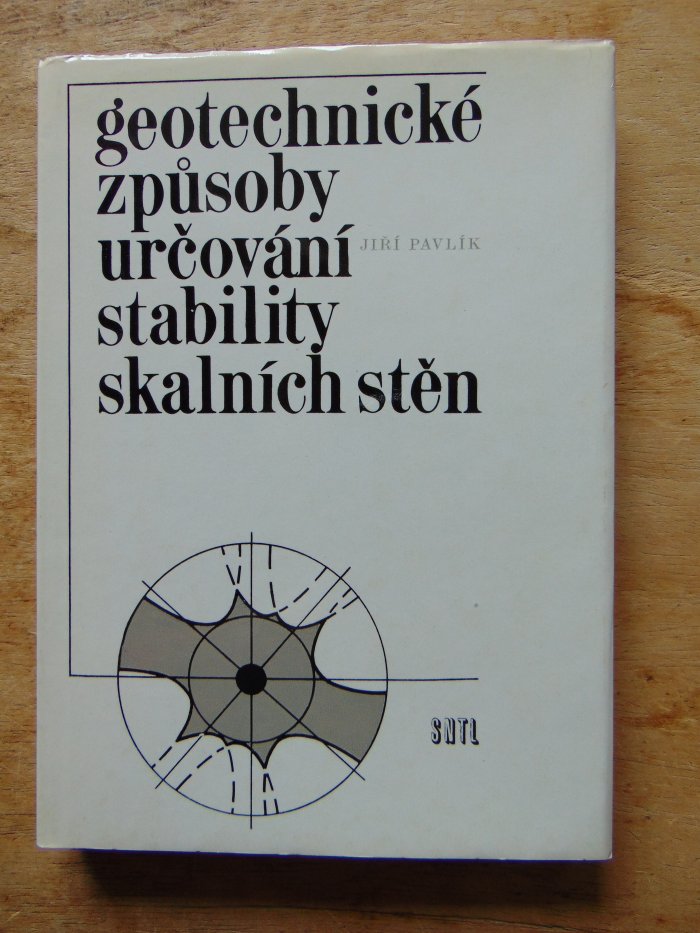 geotechnické
způsoby
určování
JIŘÍ PAVLÍK
stability
skalních stěn
SNTL